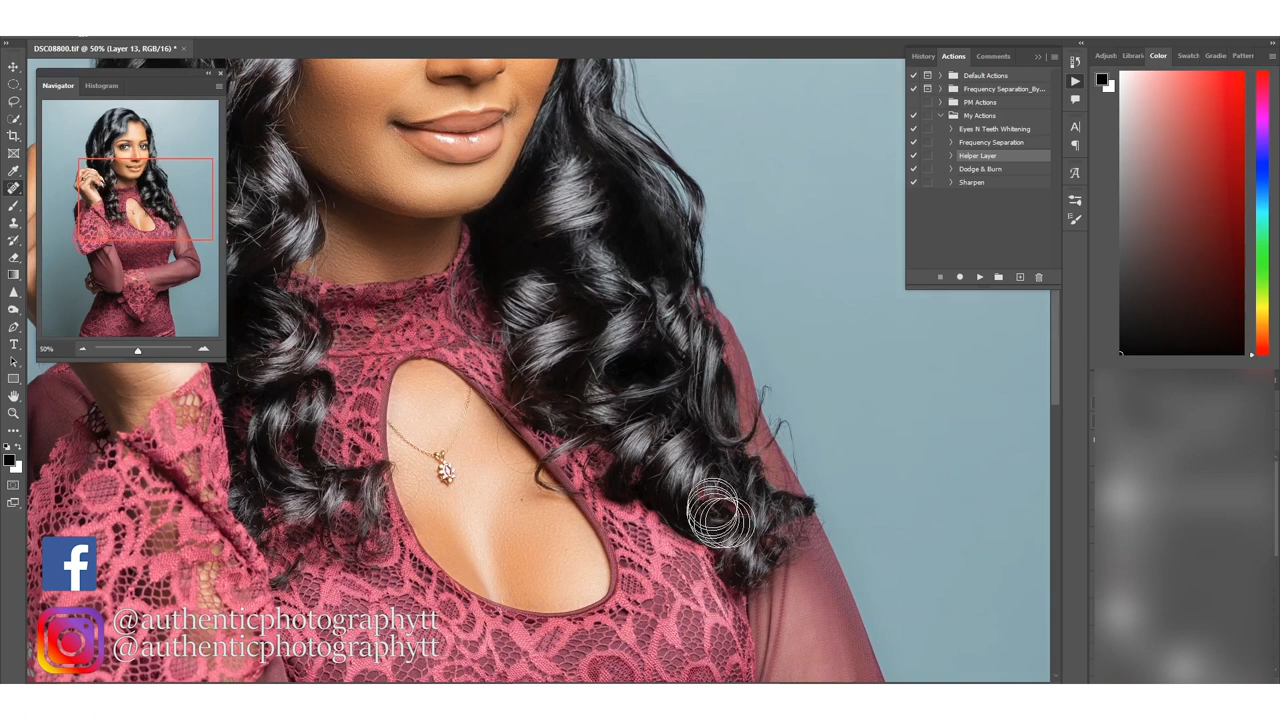 DSC08800.tif @ 50% (Layer 13, RGB/16) *
Navigator
Histogram
50%
History
Actions
Comments
Default Actions
Frequency Separation_By...
PM Actions
My Actions
Eyes N Teeth Whitening
Frequency Separation
Helper Layer
Dodge & Burn
Sharpen
Adjust
Librari
Color
Swatch
Gradie
Pattern
@authenticphotographytt
@authenticphotographytt